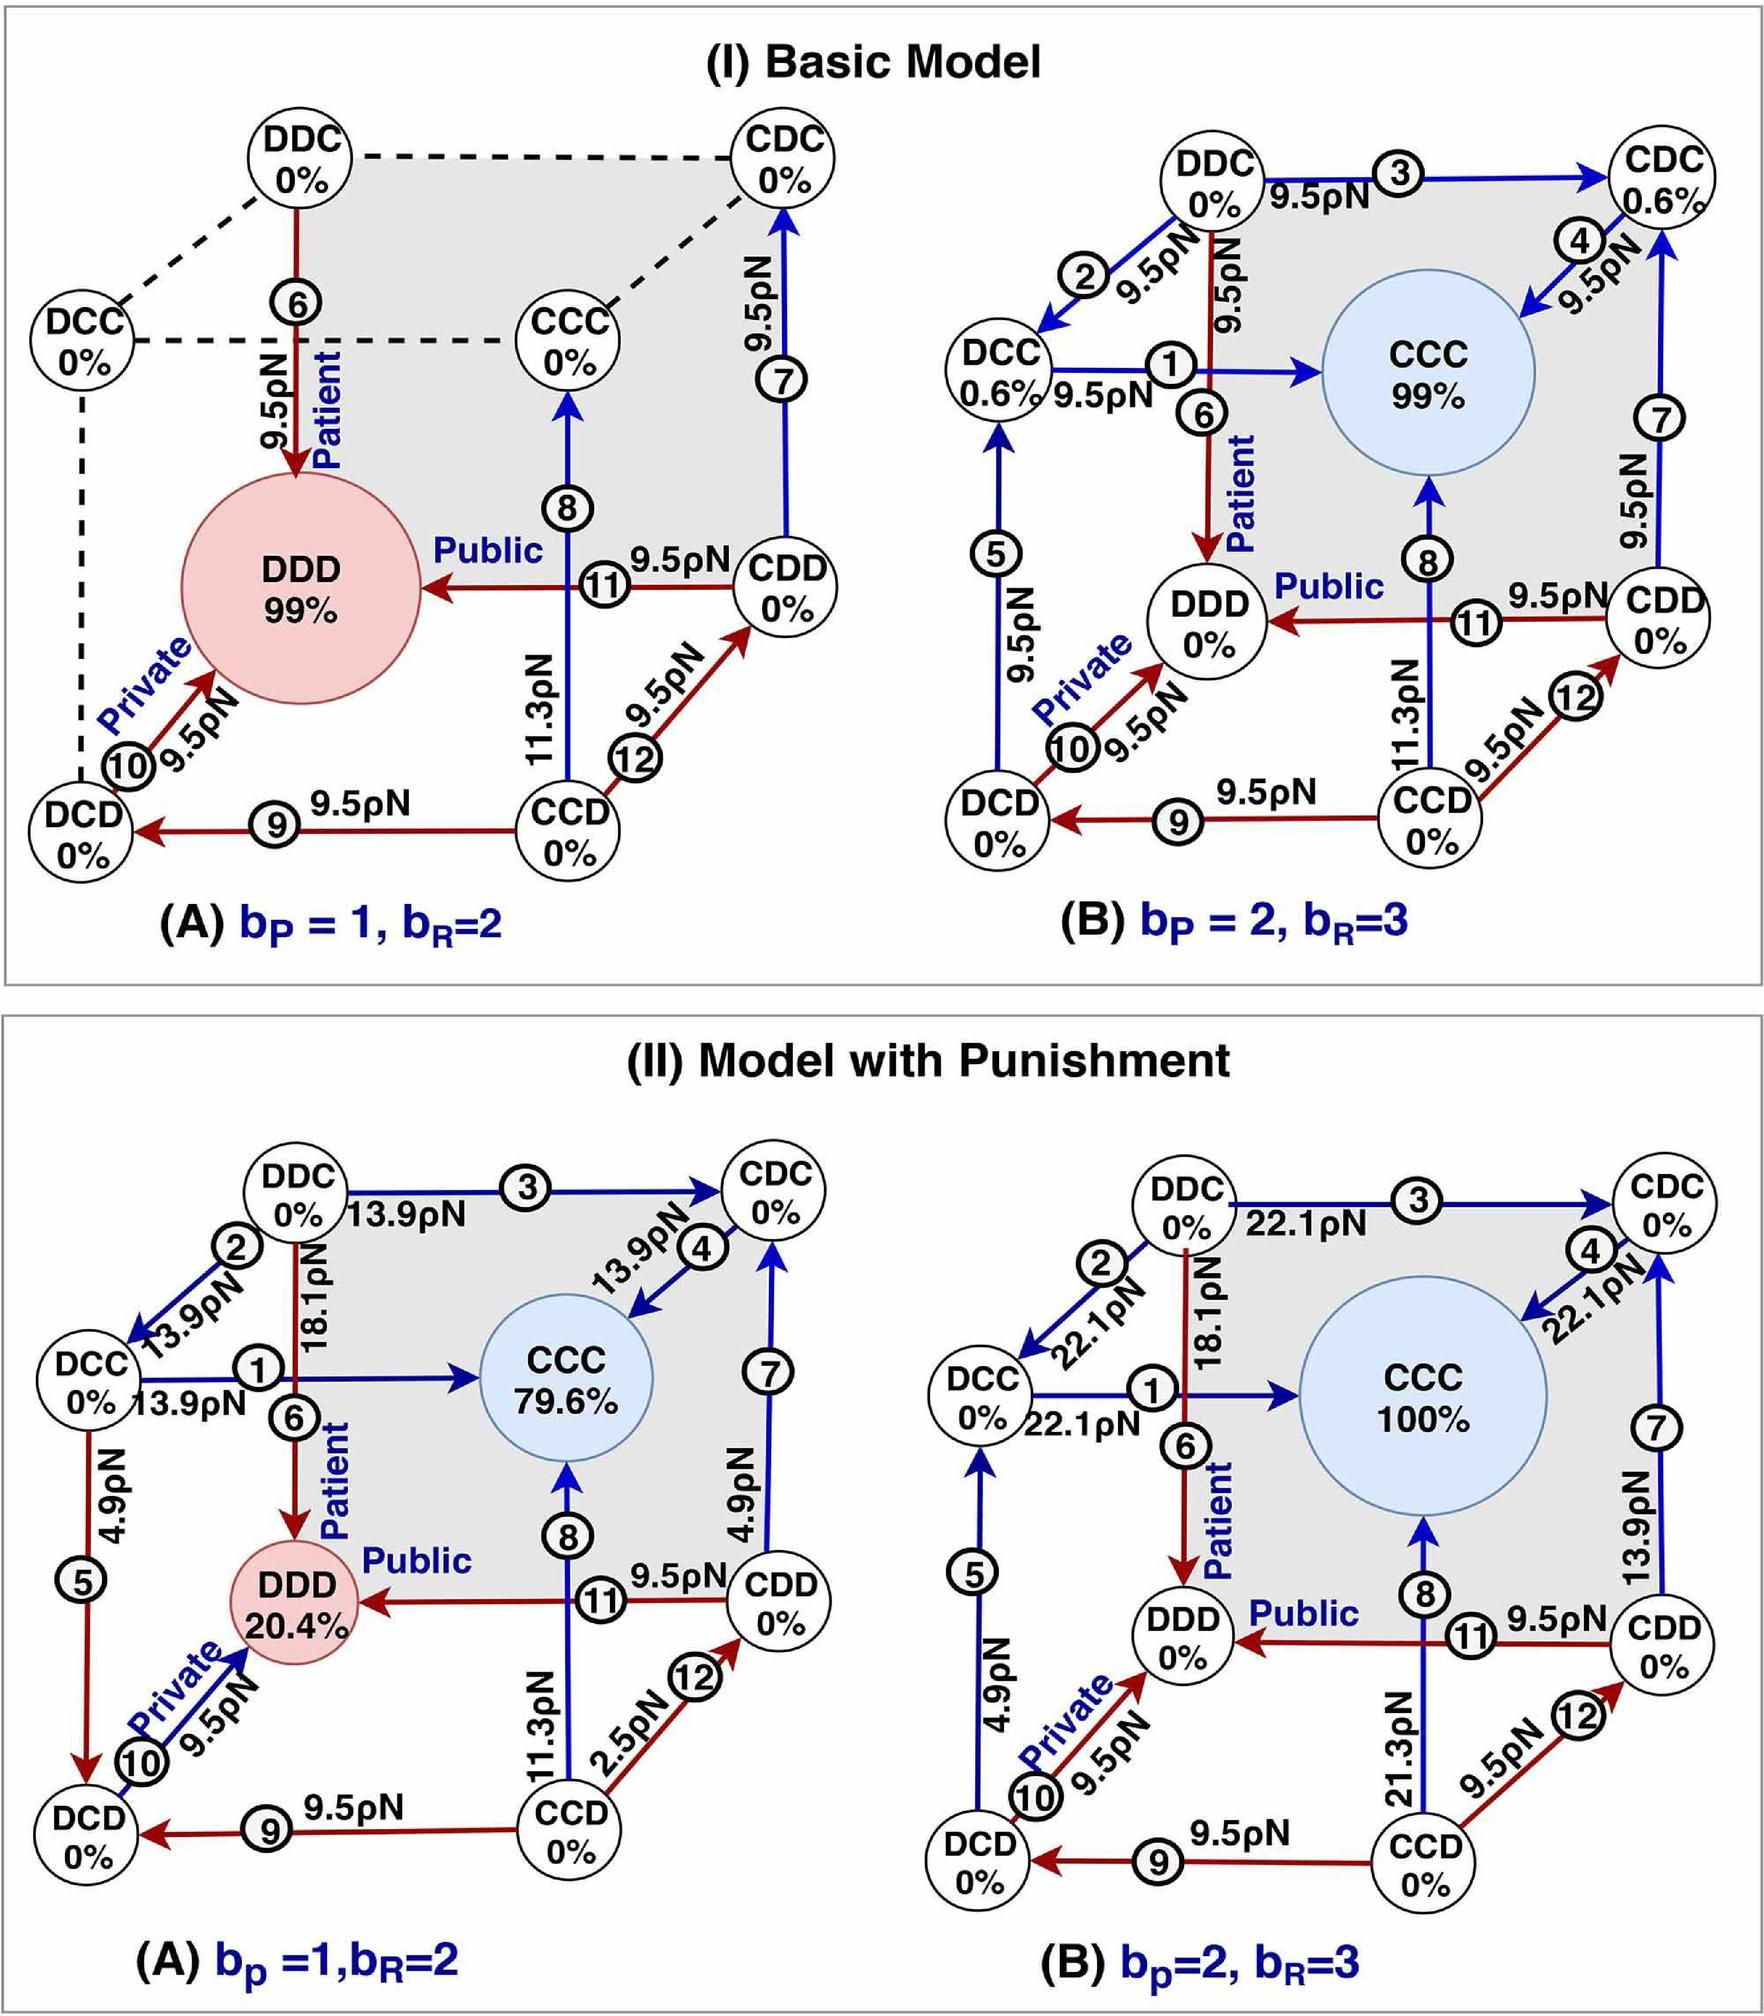 (I) Basic Model
DDC
0%
CDC
0%
DCC
0%
CCC
0%
6
9.5ρN
Patient
9.5ρN
7
8
DDD
99%
Public
11
9.5ρN
CDD
0%
Private
10
9.5ρN
11.3ρN
9.5ρN
12
DCD
0%
9
9.5ρN
CCD
0%
(A) bP = 1, bR=2
DDC
0%
3
9.5ρN
CDC
0.6%
2
9.5ρN
9.5ρN
4
9.5ρN
DCC
0.6%
1
9.5ρN
6
CCC
99%
7
Patient
9.5ρN
5
8
9.5ρN
DDD
0%
Public
11
9.5ρN
CDD
0%
Private
10
9.5ρN
11.3ρN
9.5ρN
12
DCD
0%
9
9.5ρN
CCD
0%
(B) bP = 2, bR=3
(II) Model with Punishment
DDC
0%
3
13.9ρN
CDC
0%
2
13.9ρN
18.1ρN
13.9ρN
4
DCC
0%
1
13.9ρN
6
CCC
79.6%
7
4.9ρN
Patient
4.9ρN
5
8
DDD
20.4%
Public
11
9.5ρN
CDD
0%
Private
10
9.5ρN
11.3ρN
2.5ρN
12
DCD
0%
9
9.5ρN
CCD
0%
(A) bp =1,bR=2
DDC
0%
3
22.1ρN
CDC
0%
2
22.1ρN
18.1ρN
4
22.1ρN
DCC
0%
1
22.1ρN
6
CCC
100%
7
Patient
13.9ρN
5
8
4.9ρN
DDD
0%
Public
11
9.5ρN
CDD
0%
Private
10
9.5ρN
21.3ρN
9.5ρN
12
DCD
0%
9
9.5ρN
CCD
0%
(B) bp=2, bR=3